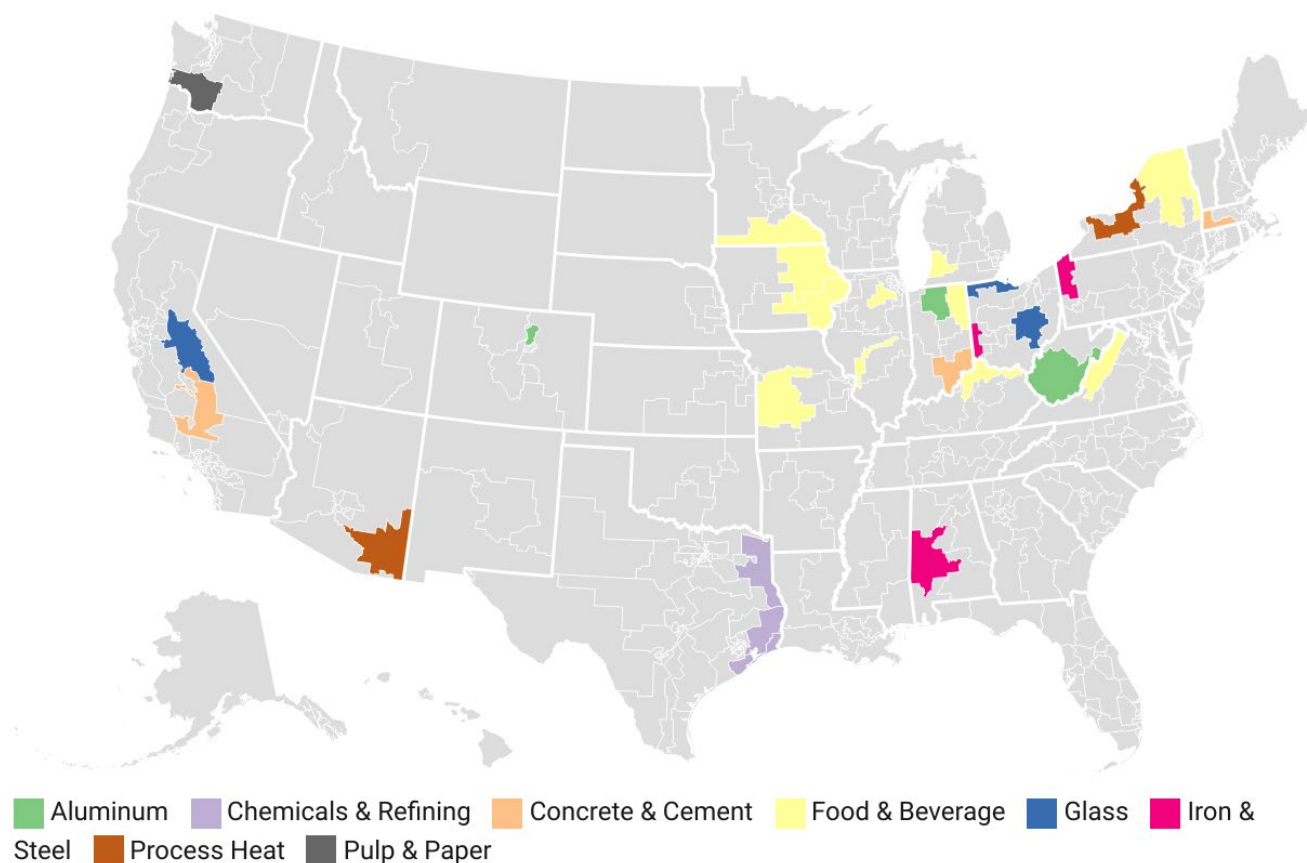 Aluminum Chemicals & Refining Concrete & Cement Food & Beverage Glass Iron &
Steel Process Heat Pulp & Paper